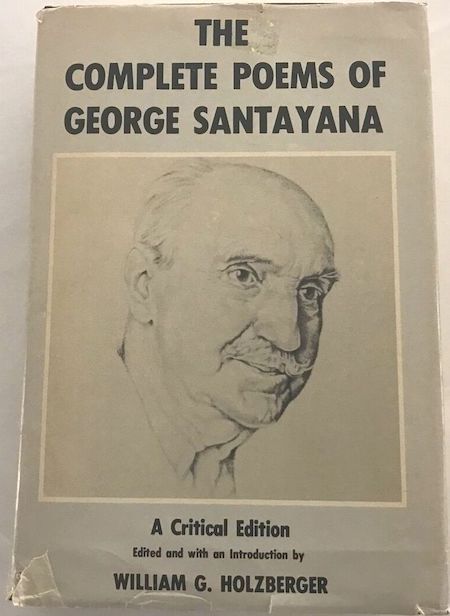 THE
COMPLETE POEMS OF
GEORGE SANTAYANA
A Critical Edition
Edited and with an Introduction by
WILLIAM G. HOLZBERGER